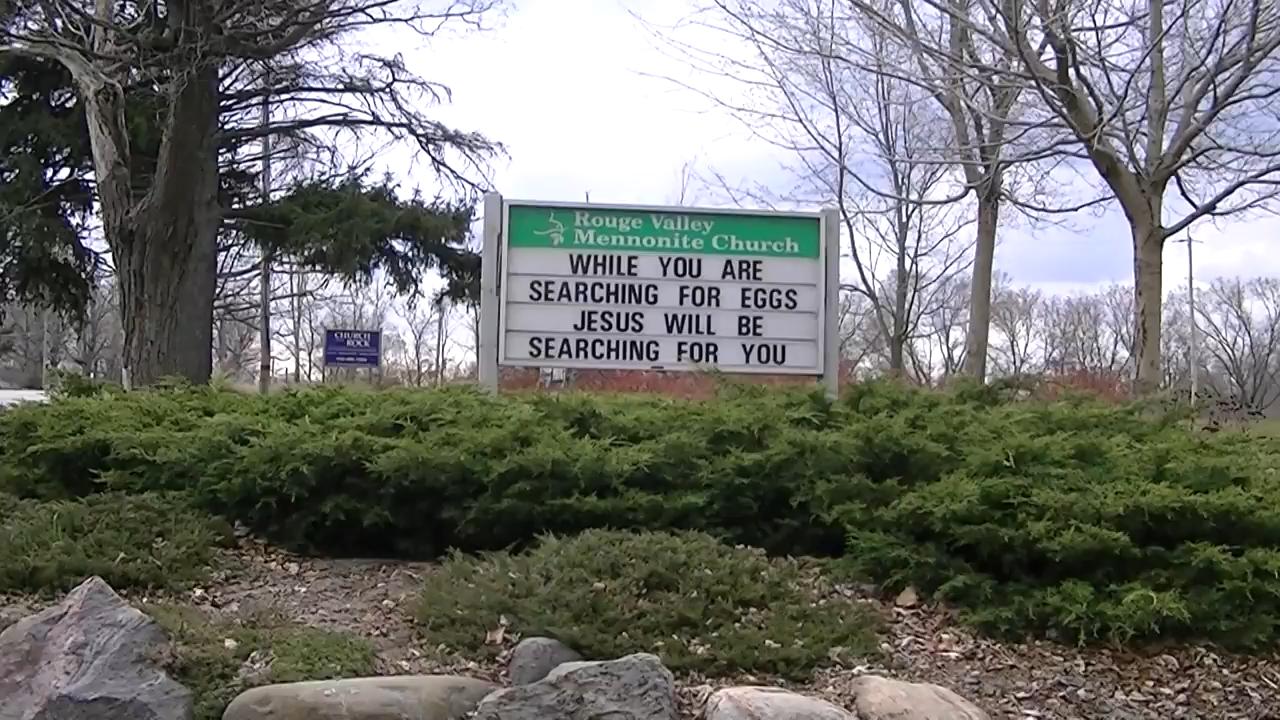 Rouge Valley
Mennonite Church
WHILE YOU ARE
SEARCHING FOR EGGS
JESUS WILL BE
SEARCHING FOR YOU
CHURCH
ROCK